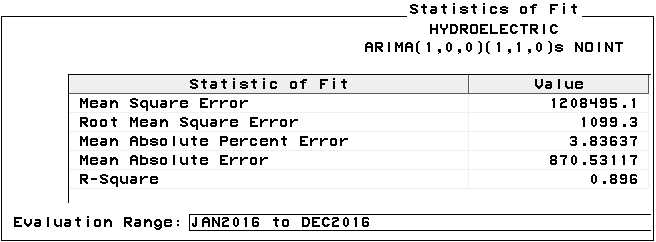 Statistics of Fit
HYDROELECTRIC
ARIMA(1,0,0)(1,1,0)s NOINT
Statistic of Fit Value
Mean Square Error 1208495.1
Root Mean Square Error 1099.3
Mean Absolute Percent Error 3.83637
Mean Absolute Error 870.53117
R-Square 0.896
Evaluation Range: JAN2016 to DEC2016